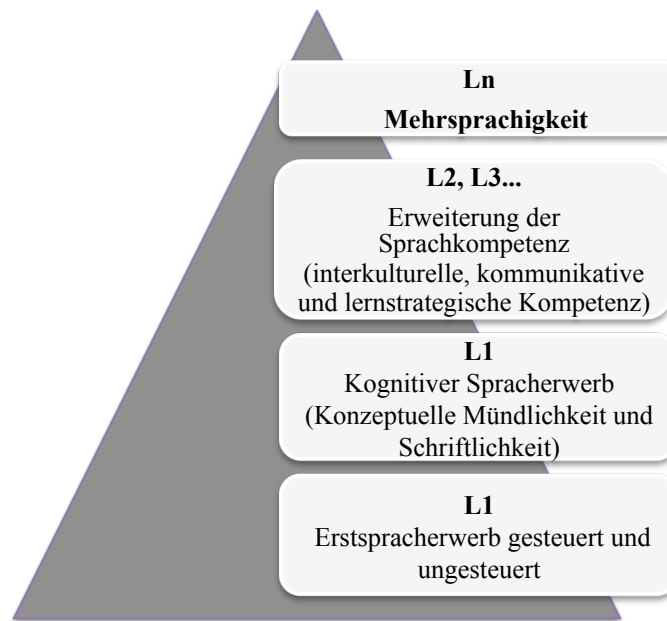 Ln
Mehrsprachigkeit
L2, L3...
Erweiterung der
Sprachkompetenz
(interkulturelle, kommunikative
und lernstrategische Kompetenz)
L1
Kognitiver Spracherwerb
(Konzeptuelle Mündlichkeit und
Schriftlichkeit)
L1
Erstspracherwerb gesteuert und
ungesteuert